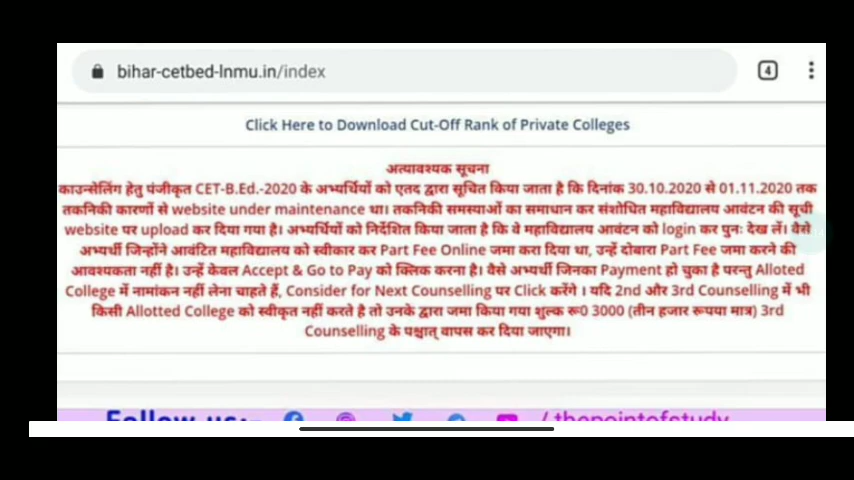 bihar-cetbed-lnmu.in/index
4
Click Here to Download Cut-Off Rank of Private Colleges
अत्यावश्यक सूचना
काउन्सेलिंग हेतु पंजीकृत CET-B.Ed.-2020 के अभ्यर्थियों को एतद द्वारा सूचित किया जाता है कि दिनांक 30.10.2020 से 01.11.2020 तक
तकनिकी कारणों से website under maintenance था। तकनिकी समस्याओं का समाधान कर संशोधित महाविद्यालय आवंटन की सूची
website पर upload कर दिया गया है। अभ्यर्थियों को निर्देशित किया जाता है कि वे महाविद्यालय आवंटन को login कर पुनः देख लें। वैसे
अभ्यर्थी जिन्होंने आवंटित महाविद्यालय को स्वीकार कर Part Fee Online जमा करा दिया था, उन्हें दोबारा Part Fee जमा करने की
आवश्यकता नहीं है। उन्हें केवल Accept & Go to Pay को क्लिक करना है। वैसे अभ्यर्थी जिनका Payment हो चुका है परन्तु Alloted
College में नामांकन नहीं लेना चाहते हैं, Consider for Next Counselling पर Click करेंगे । यदि 2nd और 3rd Counselling में भी
किसी Allotted College को स्वीकृत नहीं करते है तो उनके द्वारा जमा किया गया शुल्क रू0 3000 (तीन हजार रूपया मात्र) 3rd
Counselling के पश्चात् वापस कर दिया जाएगा।
Follow us:- / thepointofstudy